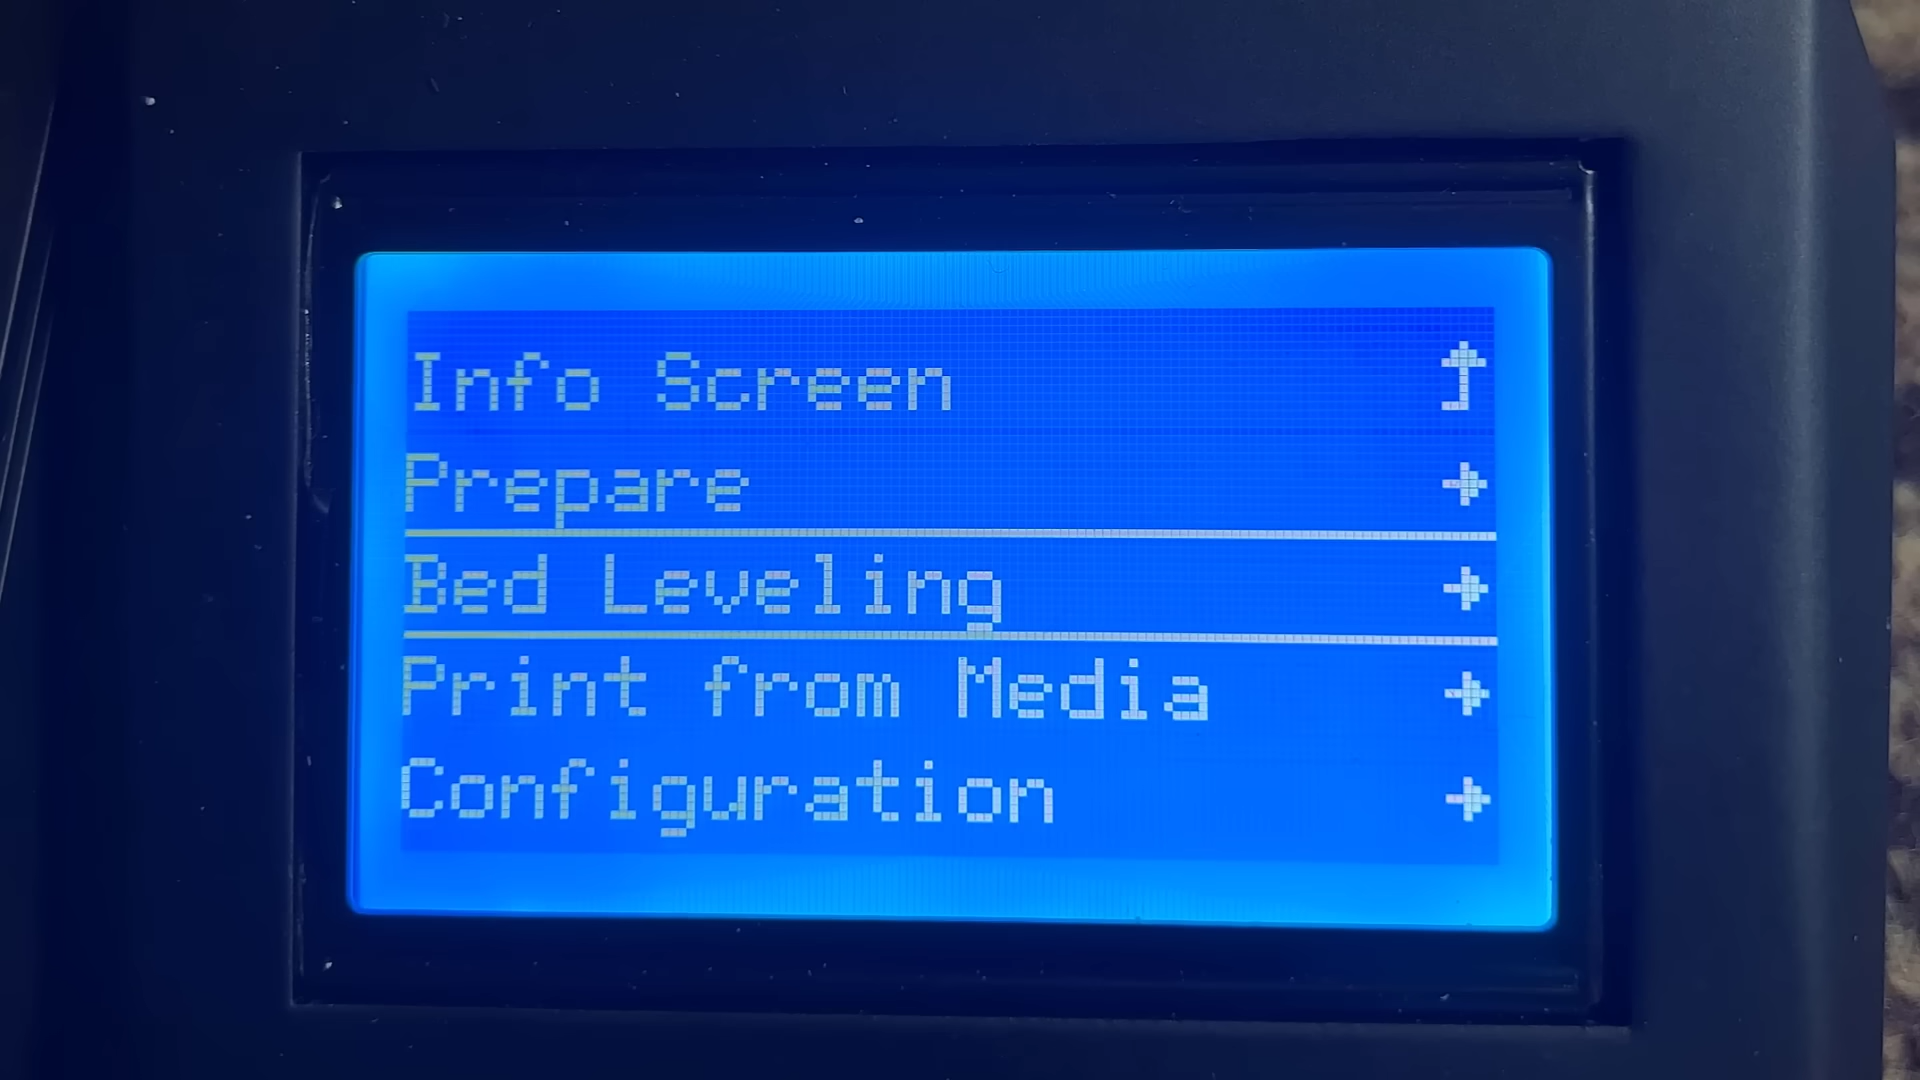 Info Screen
Prepare
Bed Leveling
Print from Media
Configuration